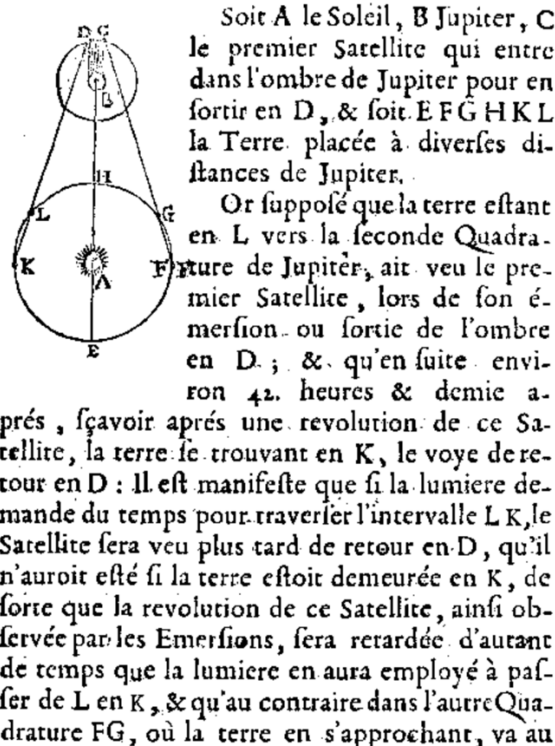 D C
B
H
L G
K F
A
E
Soit A le Soleil, B Jupiter, C
le premier Satellite qui entre
dans l'ombre de Jupiter pour en
ſortir en D, & ſoit E F G H K L
la Terre placée à diverſes di-
ſtances de Jupiter.
Or ſuppoſé que la terre eſtant
en L vers la ſeconde Quadra-
ture de Jupiter, ait veu le pre-
mier Satellite, lors de ſon é-
merſion ou ſortie de l'ombre
en D ; & qu'en ſuite envi-
ron 42. heures & demie a-
prés, ſçavoir aprés une revolution de ce Sa-
tellite, la terre ſe trouvant en K, le voye de re-
tour en D : Il eſt manifeſte que ſi la lumiere de-
mande du temps pour traverſer l'intervalle L K, le
Satellite ſera veu plus tard de retour en D, qu'il
n'auroit eſté ſi la terre eſtoit demeurée en K, de
ſorte que la revolution de ce Satellite, ainſi ob-
ſervée par les Emerſions, ſera retardée d'autant
de temps que la lumiere en aura employé à paſ-
ſer de L en K, & qu'au contraire dans l'autre Qua-
drature FG, où la terre en s'approchant, va au